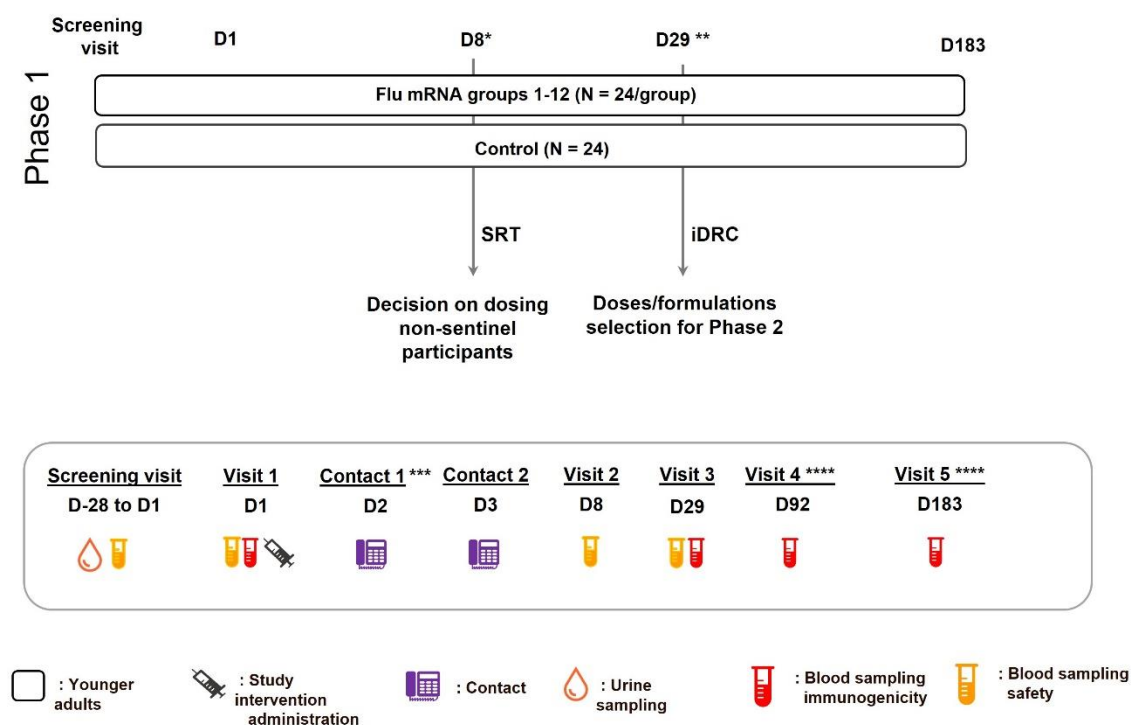 Screening visit
D1
D8*
D29 **
D183
Phase 1
Flu mRNA groups 1-12 (N = 24/group)
Control (N = 24)
SRT
iDRC
Decision on dosing
non-sentinel
participants
Doses/formulations
selection for Phase 2
Screening visit
Visit 1
Contact 1 ***
Contact 2
Visit 2
Visit 3
Visit 4 ****
Visit 5 ****
D-28 to D1
D1
D2
D3
D8
D29
D92
D183
: Younger
adults
: Study
intervention
administration
: Contact
: Urine
sampling
: Blood sampling
immunogenicity
: Blood sampling
safety